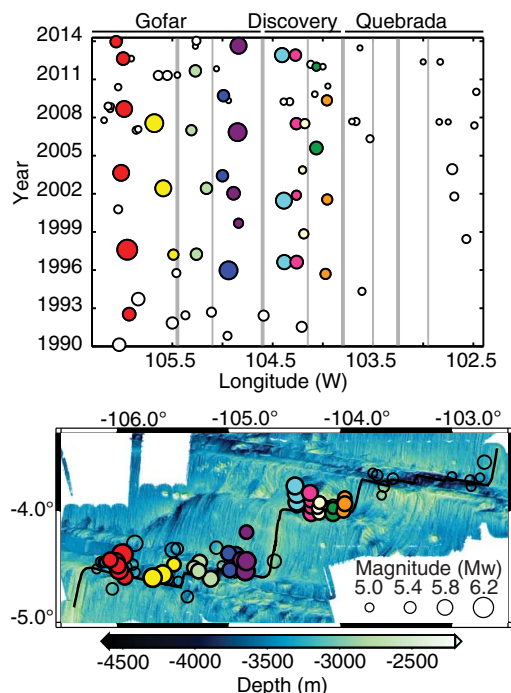 Gofar Discovery Quebrada
2014
2011
2008
2005
2002
1999
1996
1993
1990
Year
105.5 104.5 103.5 102.5
Longitude (W)
-106.0° -105.0° -104.0° -103.0°
-4.0°
-5.0°
Magnitude (Mw)
5.0 5.4 5.8 6.2
-4500 -4000 -3500 -3000 -2500
Depth (m)